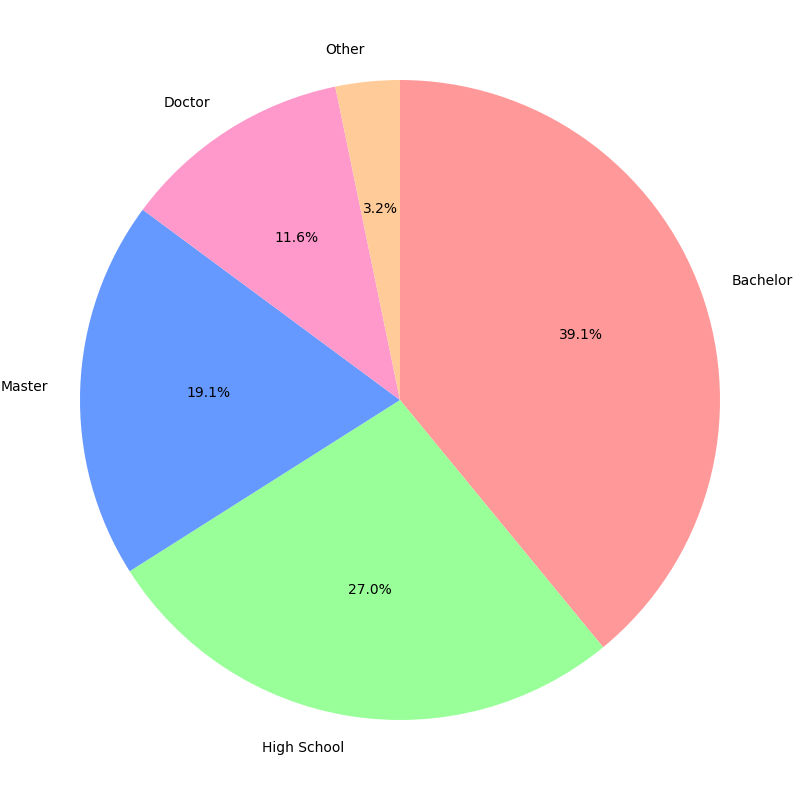 Other
Doctor
3.2%
11.6%
Bachelor
39.1%
Master
19.1%
27.0%
High School